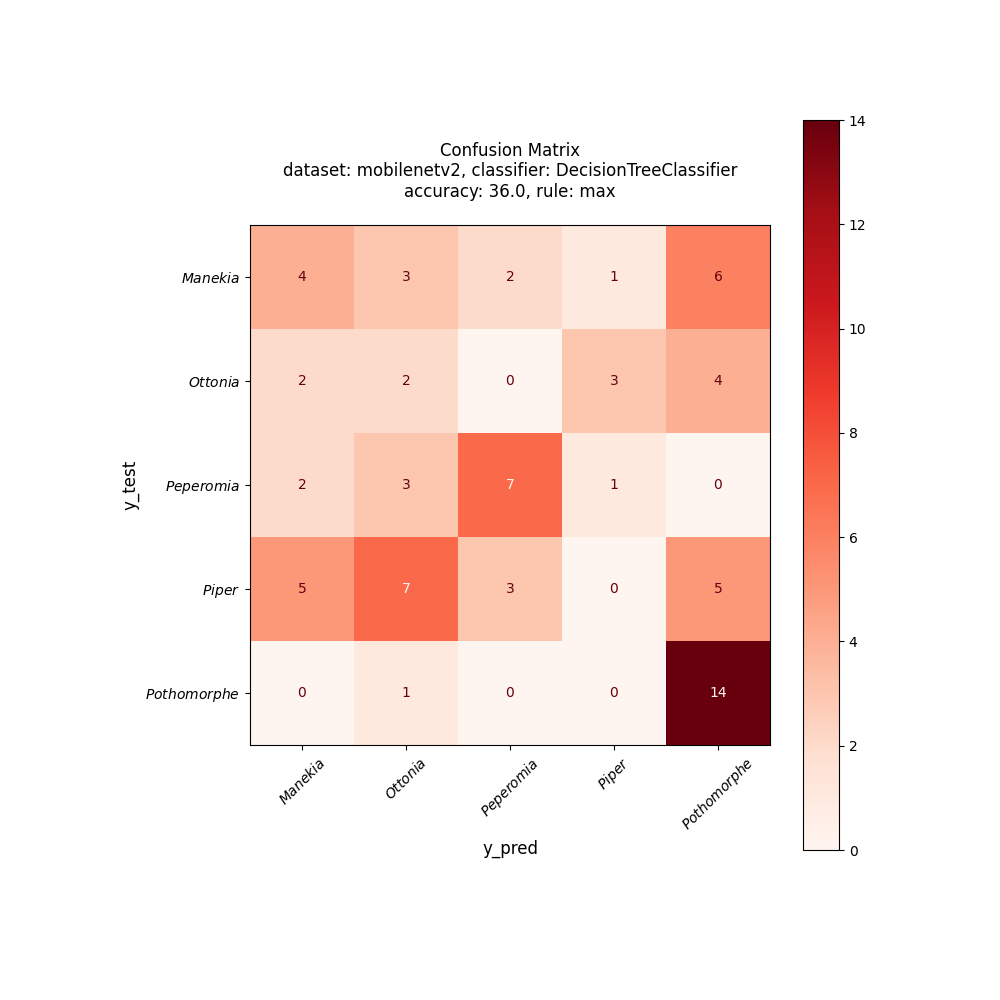 Confusion Matrix
dataset: mobilenetv2, classifier: DecisionTreeClassifier
accuracy: 36.0, rule: max
14
12
10
8
6
4
2
0
y_test
Manekia 4 3 2 1 6
Ottonia 2 2 0 3 4
Peperomia 2 3 7 1 0
Piper 5 7 3 0 5
Pothomorphe 0 1 0 0 14
Manekia Ottonia Peperomia Piper Pothomorphe
y_pred